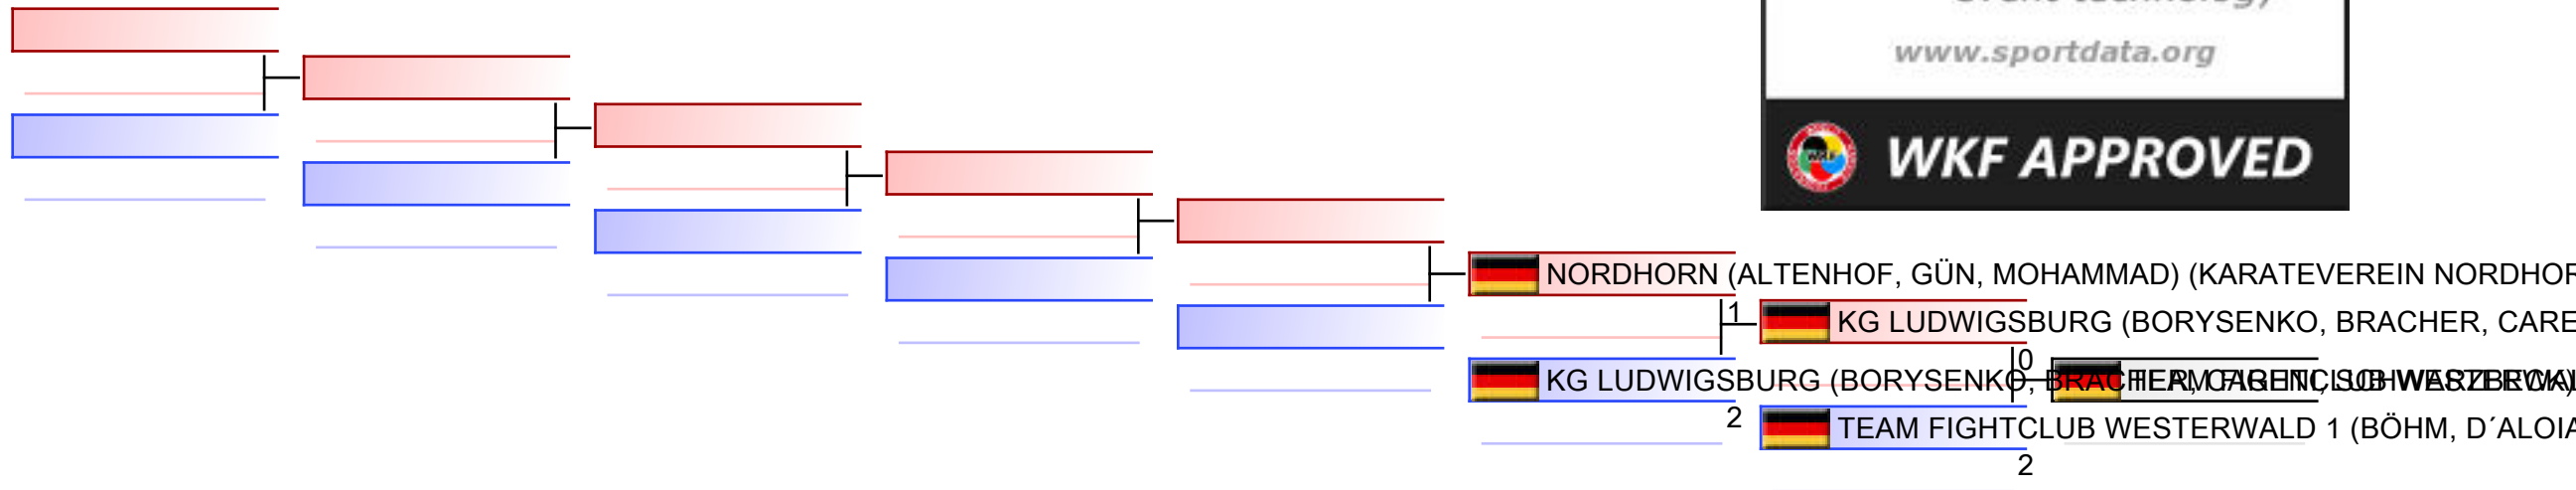 www.sportdata.org
WKF APPROVED
NORDHORN (ALTENHOF, GÜN, MOHAMMAD) (KARATEVEREIN NORDHOR
1
KG LUDWIGSBURG (BORYSENKO, BRACHER, CARE
0
KG LUDWIGSBURG (BORYSENKO,
2
TEAM FIGHTCLUB WESTERWALD 1 (BÖHM, D´ALOIA
2